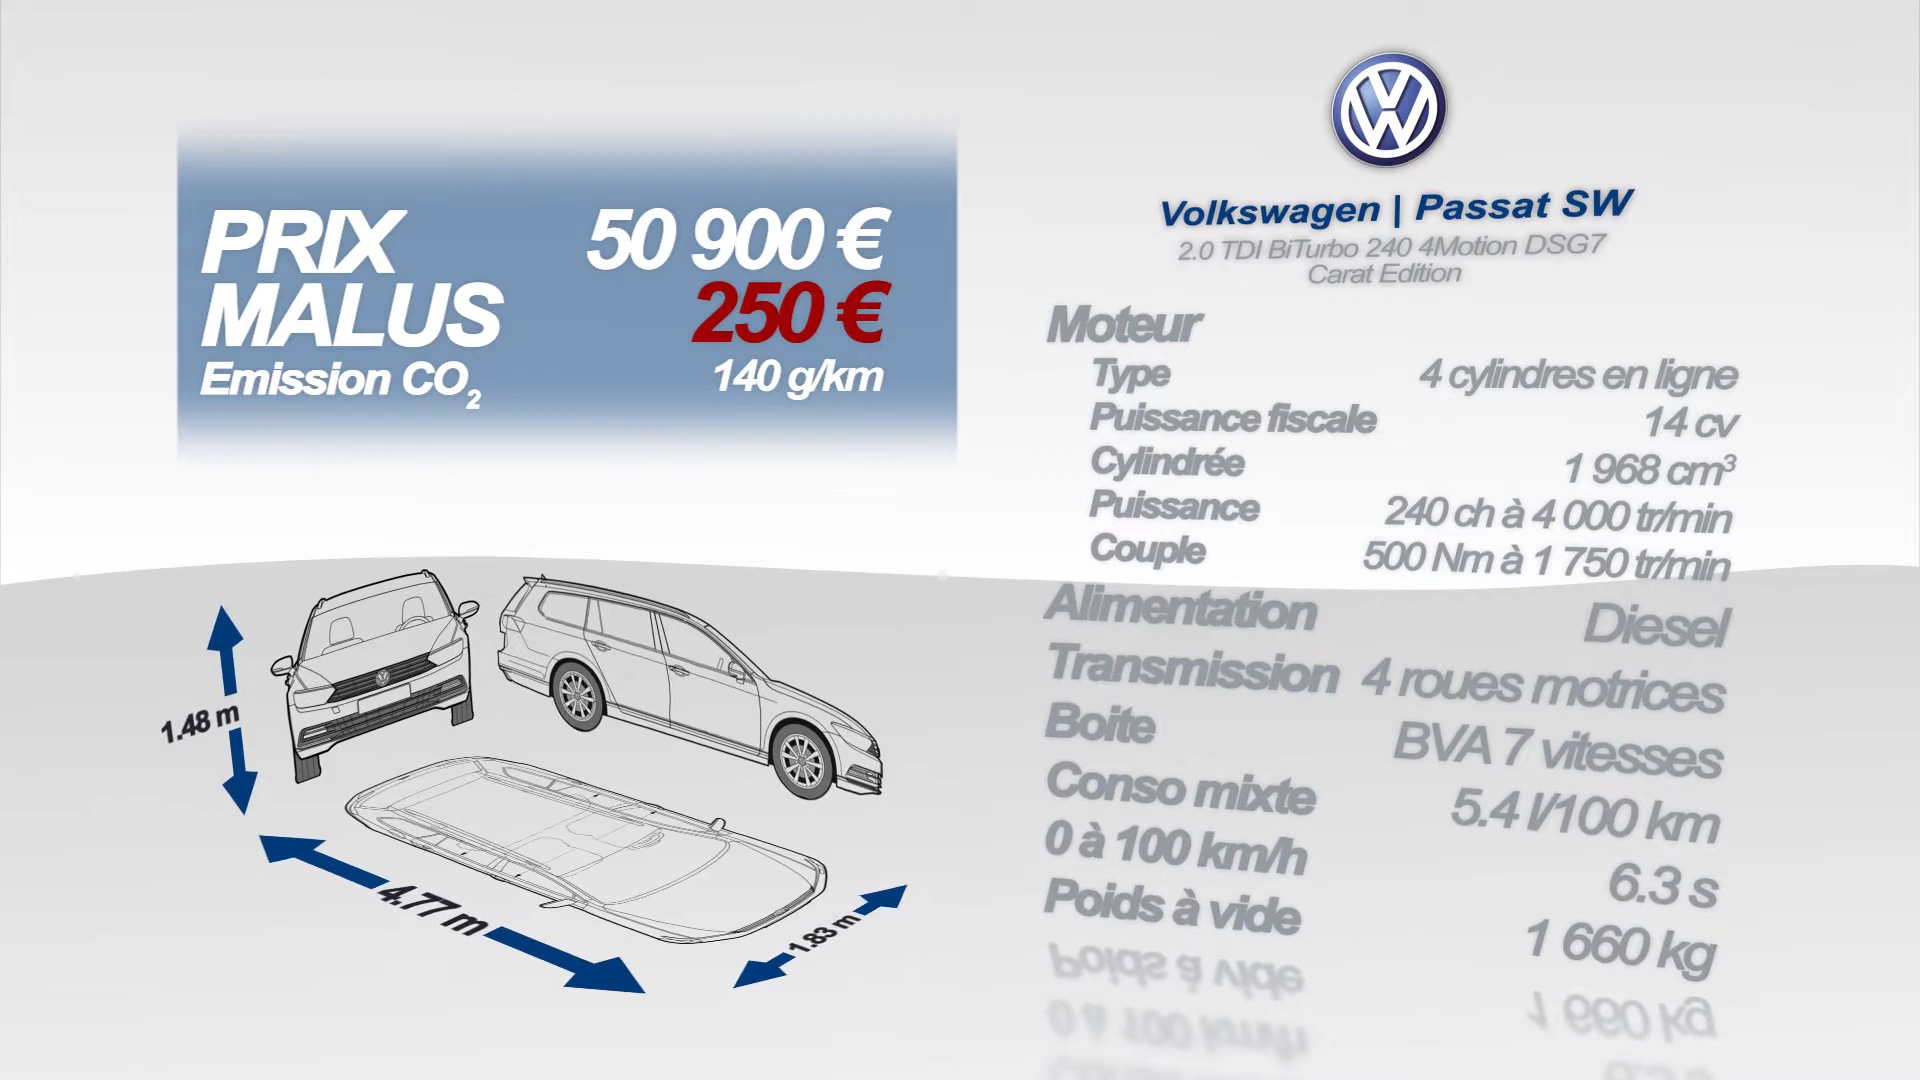 PRIX 50 900 €
MALUS 250 €
Emission CO₂ 140 g/km
1.48 m
4.77 m
1.83 m
Volkswagen | Passat SW
2.0 TDI BiTurbo 240 4Motion DSG7
Carat Edition
Moteur
Type 4 cylindres en ligne
Puissance fiscale 14 cv
Cylindrée 1 968 cm³
Puissance 240 ch à 4 000 tr/min
Couple 500 Nm à 1 750 tr/min
Alimentation Diesel
Transmission 4 roues motrices
Boite BVA 7 vitesses
Conso mixte 5.4 l/100 km
0 à 100 km/h 6.3 s
Poids à vide 1 660 kg